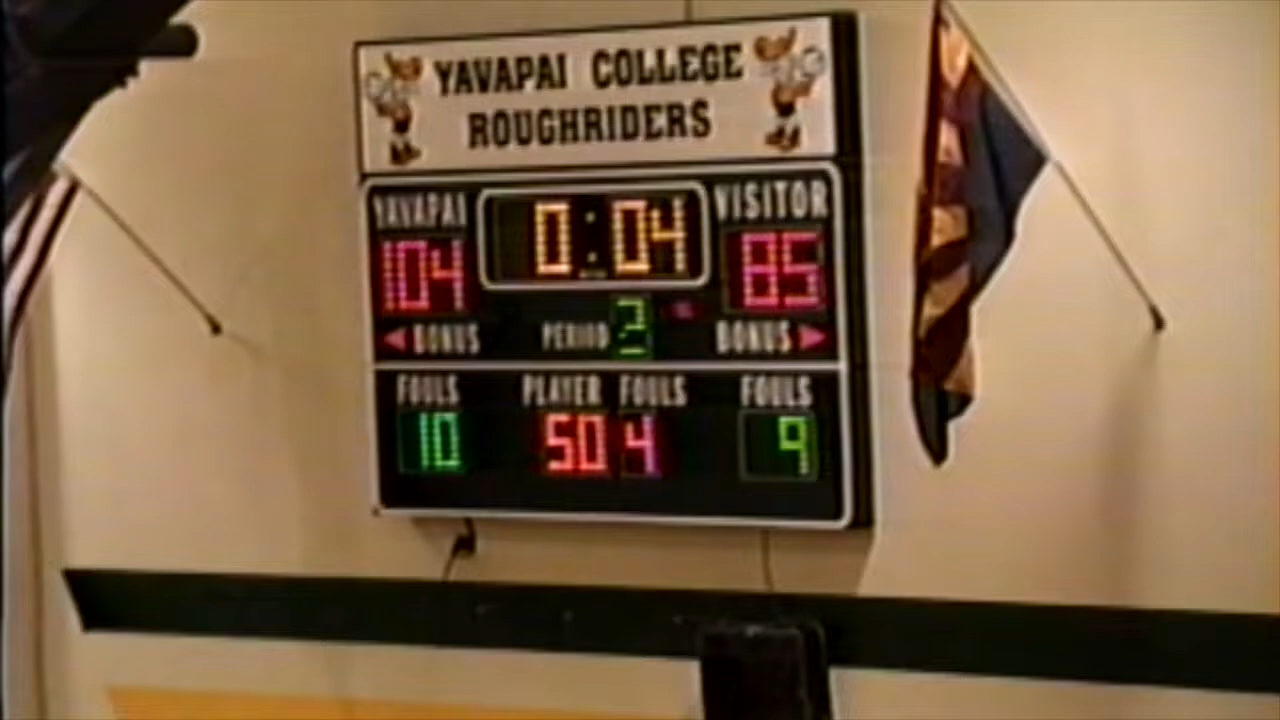 YAVAPAI COLLEGE
ROUGHRIDERS
YAVAPAI 0:04 VISITOR
104 85
BONUS PERIOD 2 BONUS
FOULS PLAYER FOULS FOULS
10 50 4 9